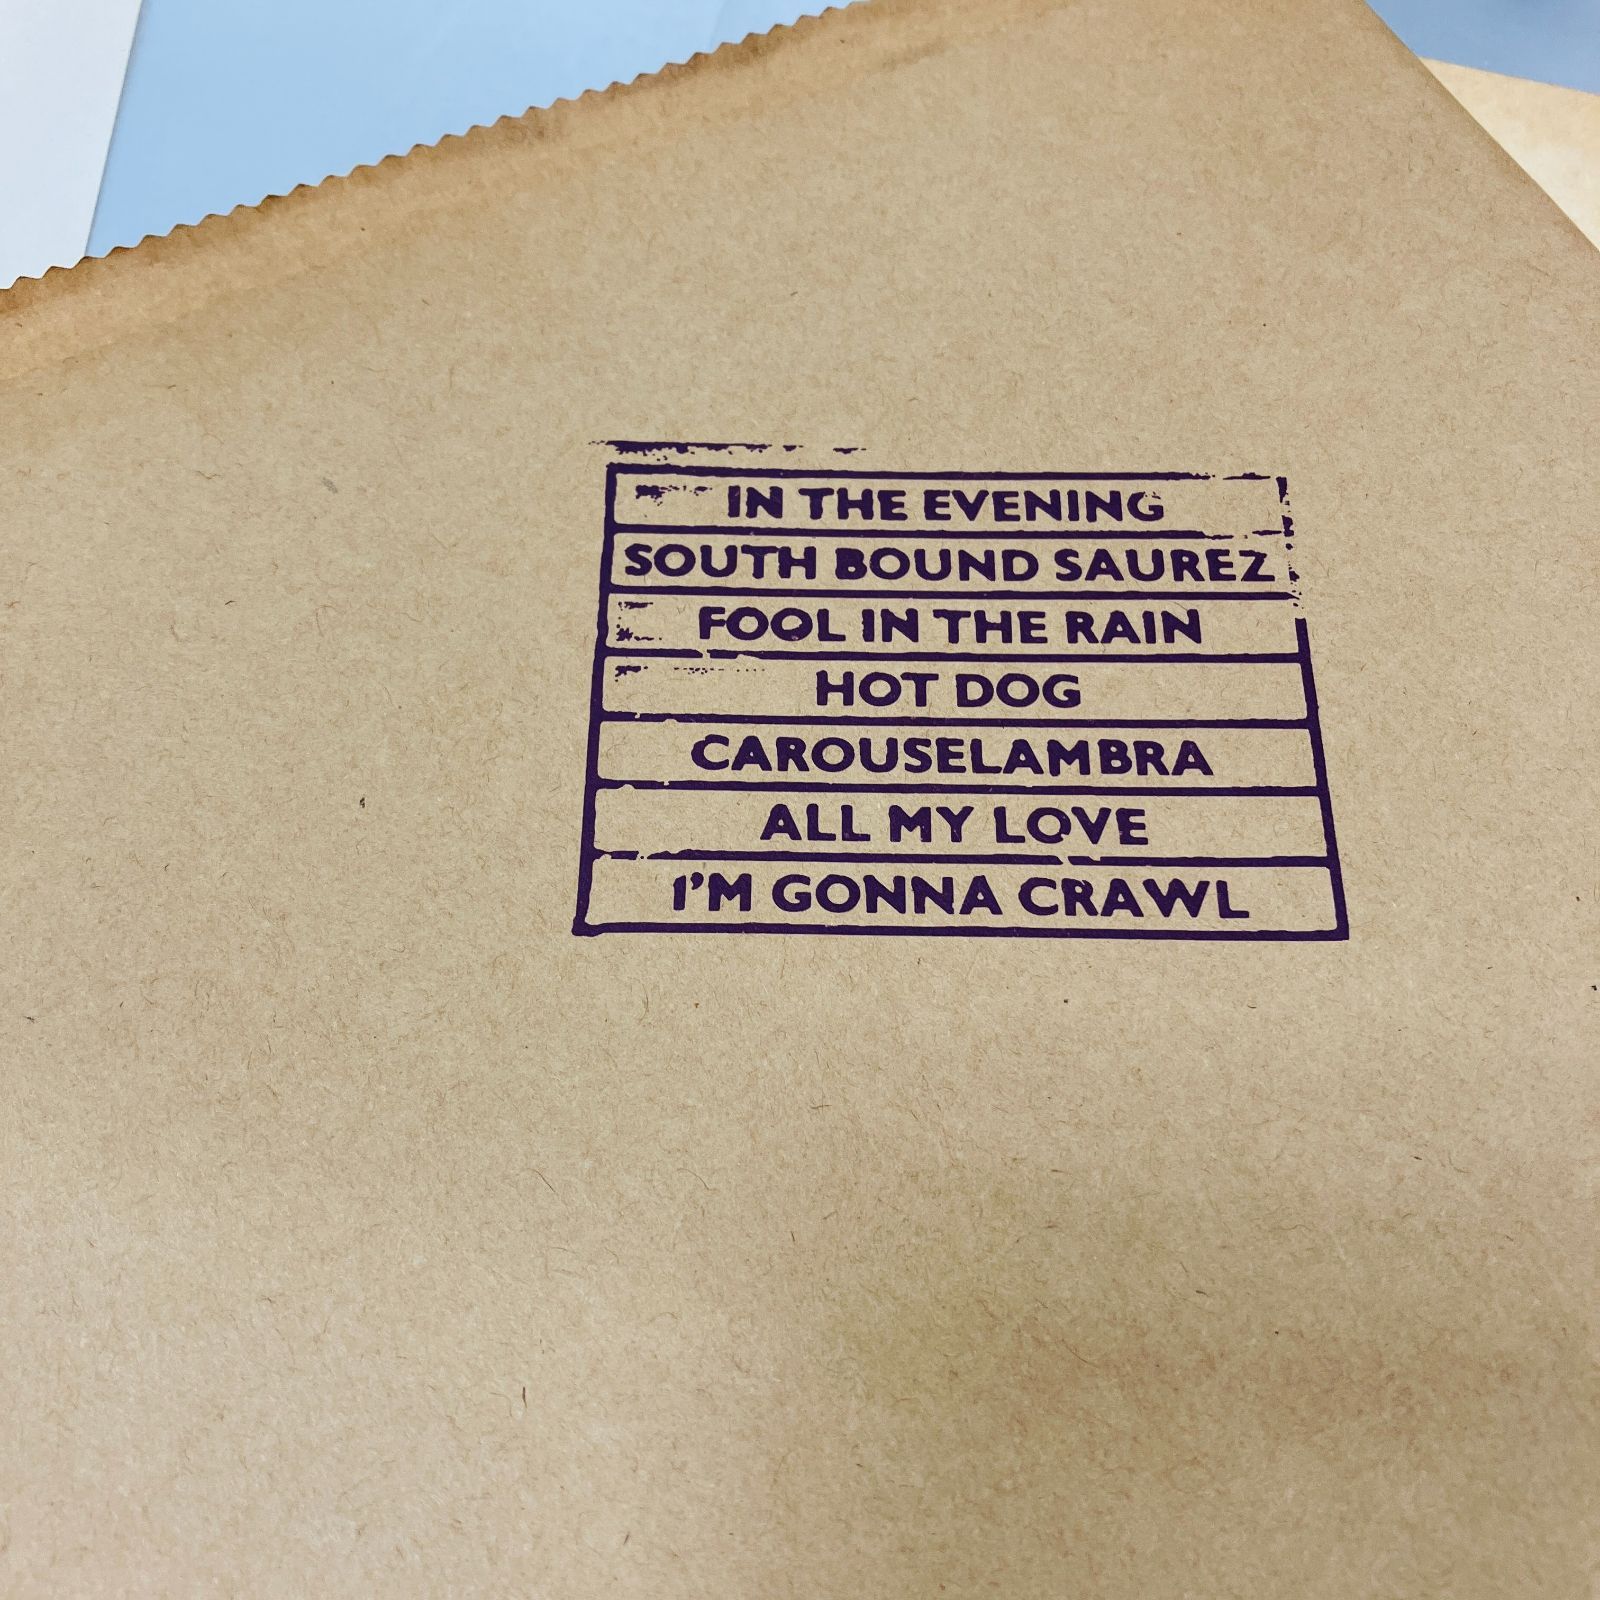 IN THE EVENING
SOUTH BOUND SAUREZ
FOOL IN THE RAIN
HOT DOG
CAROUSELAMBRA
ALL MY LOVE
I'M GONNA CRAWL